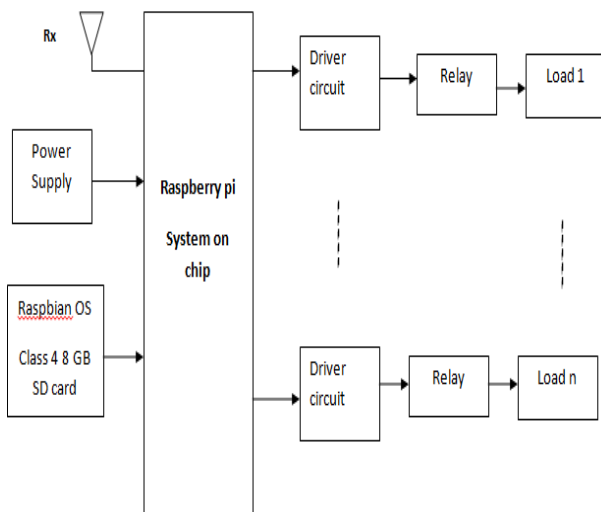 Rx
Power
Supply
Raspbian OS
Class 4 8 GB
SD card
Raspberry pi
System on
chip
Driver
circuit
Relay
Load 1
Driver
circuit
Relay
Load n